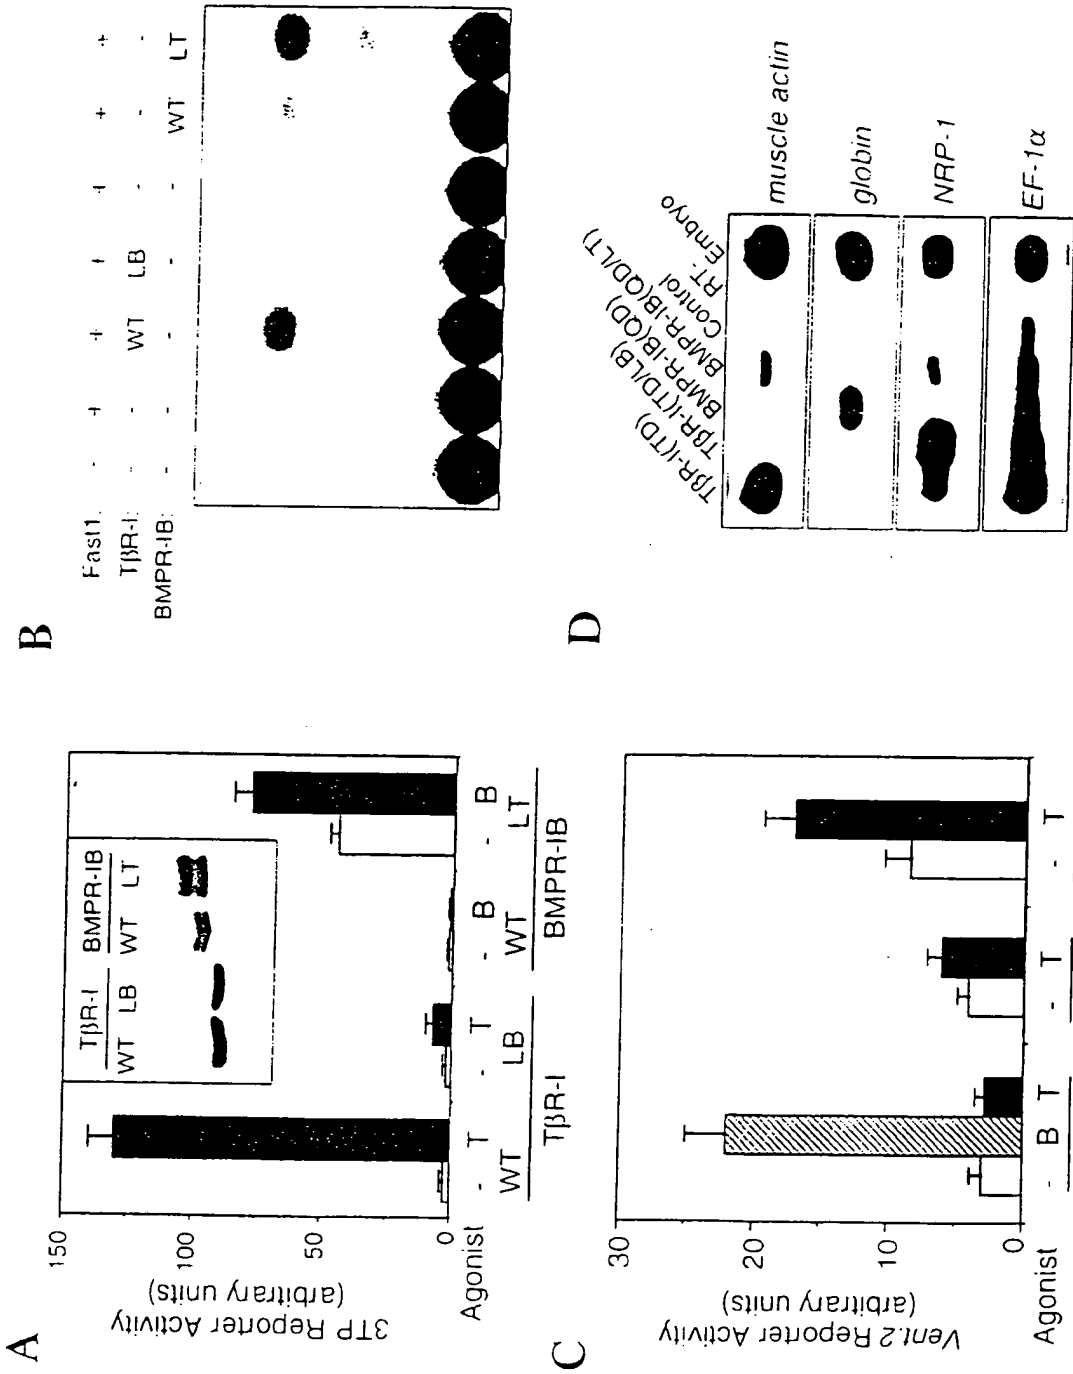 A
3TP Reporter Activity
(arbitrary units)
150
100
50
0
TβR-I BMPR-IB
WT LB WT LT
Agonist - T - T - B - B
WT LB WT LT
TβR-I BMPR-IB
B
Fast1: - + + + + + +
TβR-I: - - WT LB - - -
BMPR-IB: - - - - - WT LT
C
Vent.2 Reporter Activity
(arbitrary units)
30
20
10
0
Agonist - B T - T - T
D
TβR-I(TD)
TβR-I(TD/LB)
BMPR-IB(QD)
BMPR-IB(QD/LT)
Control
RT-
Embryo
muscle actin
globin
NRP-1
EF-1α